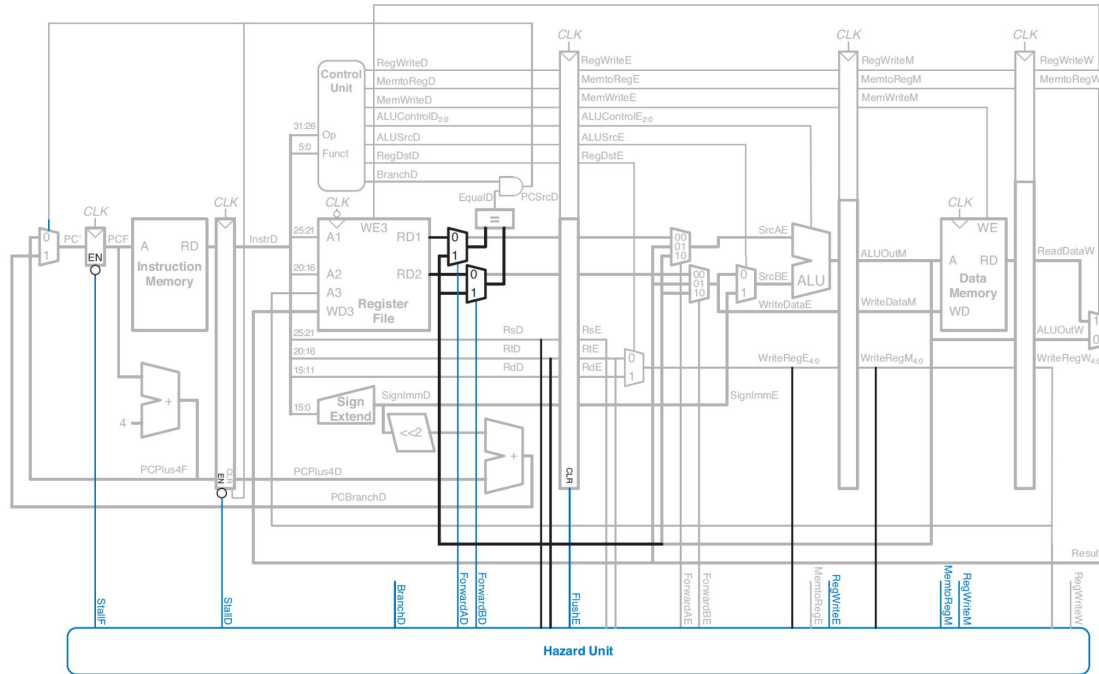 CLK
CLK
CLK
Control
Unit
RegWriteD
RegWriteE
RegWriteM
RegWriteW
MemtoRegD
MemtoRegE
MemtoRegM
MemtoRegW
MemWriteD
MemWriteE
MemWriteM
31:26
Op
ALUControlD2:0
ALUControlE2:0
5:0
Funct
ALUSrcD
ALUSrcE
RegDstD
RegDstE
BranchD
EqualD
PCSrcD
CLK
CLK
CLK
CLK
WE3
WE
0
1
PC'
PCF
EN
A
RD
Instruction
Memory
InstrD
25:21
A1
RD1
0
1
=
00
01
10
SrcAE
ALU
ALUOutM
A
RD
Data
Memory
WD
ReadDataW
20:16
A2
RD2
0
1
00
01
10
0
1
SrcBE
A3
WD3
Register
File
WriteDataE
WriteDataM
1
0
ALUOutW
25:21
RsD
RsE
20:16
RtD
RtE
0
1
WriteRegE4:0
WriteRegM4:0
WriteRegW4:0
15:11
RdD
RdE
15:0
Sign
Extend
SignImmD
SignImmE
4
+
<<2
+
PCPlus4F
EN
CLR
PCPlus4D
CLR
PCBranchD
Result
StallF
StallD
BranchD
ForwardAD
ForwardBD
FlushE
ForwardAE
ForwardBE
MemtoRegE
RegWriteE
MemtoRegM
RegWriteM
RegWriteW
Hazard Unit